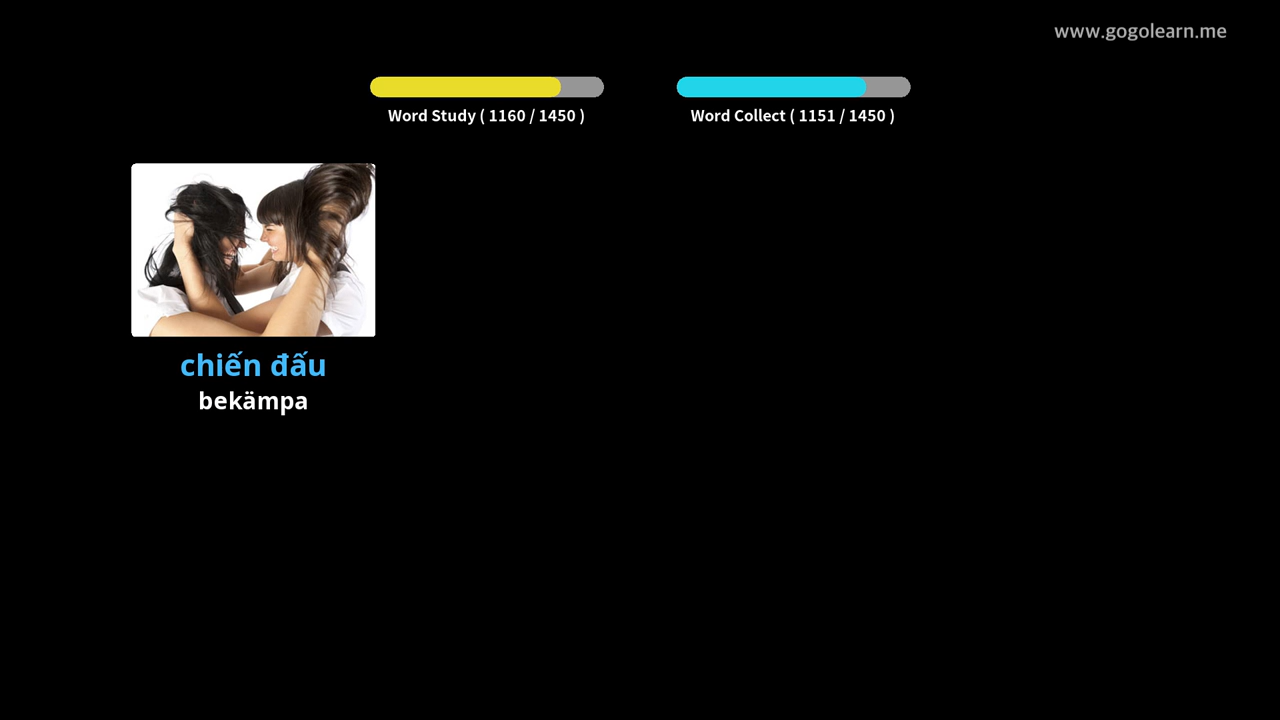 www.gogolearn.me
Word Study ( 1160 / 1450 )
Word Collect ( 1151 / 1450 )
chiến đấu
bekämpa